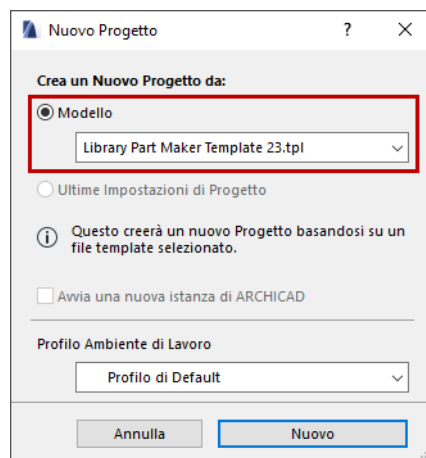 Nuovo Progetto ?
Crea un Nuovo Progetto da:
Modello
Library Part Maker Template 23.tpl
Ultime Impostazioni di Progetto
Questo creerà un nuovo Progetto basandosi su un
file template selezionato.
Avvia una nuova istanza di ARCHICAD
Profilo Ambiente di Lavoro
Profilo di Default
Annulla Nuovo